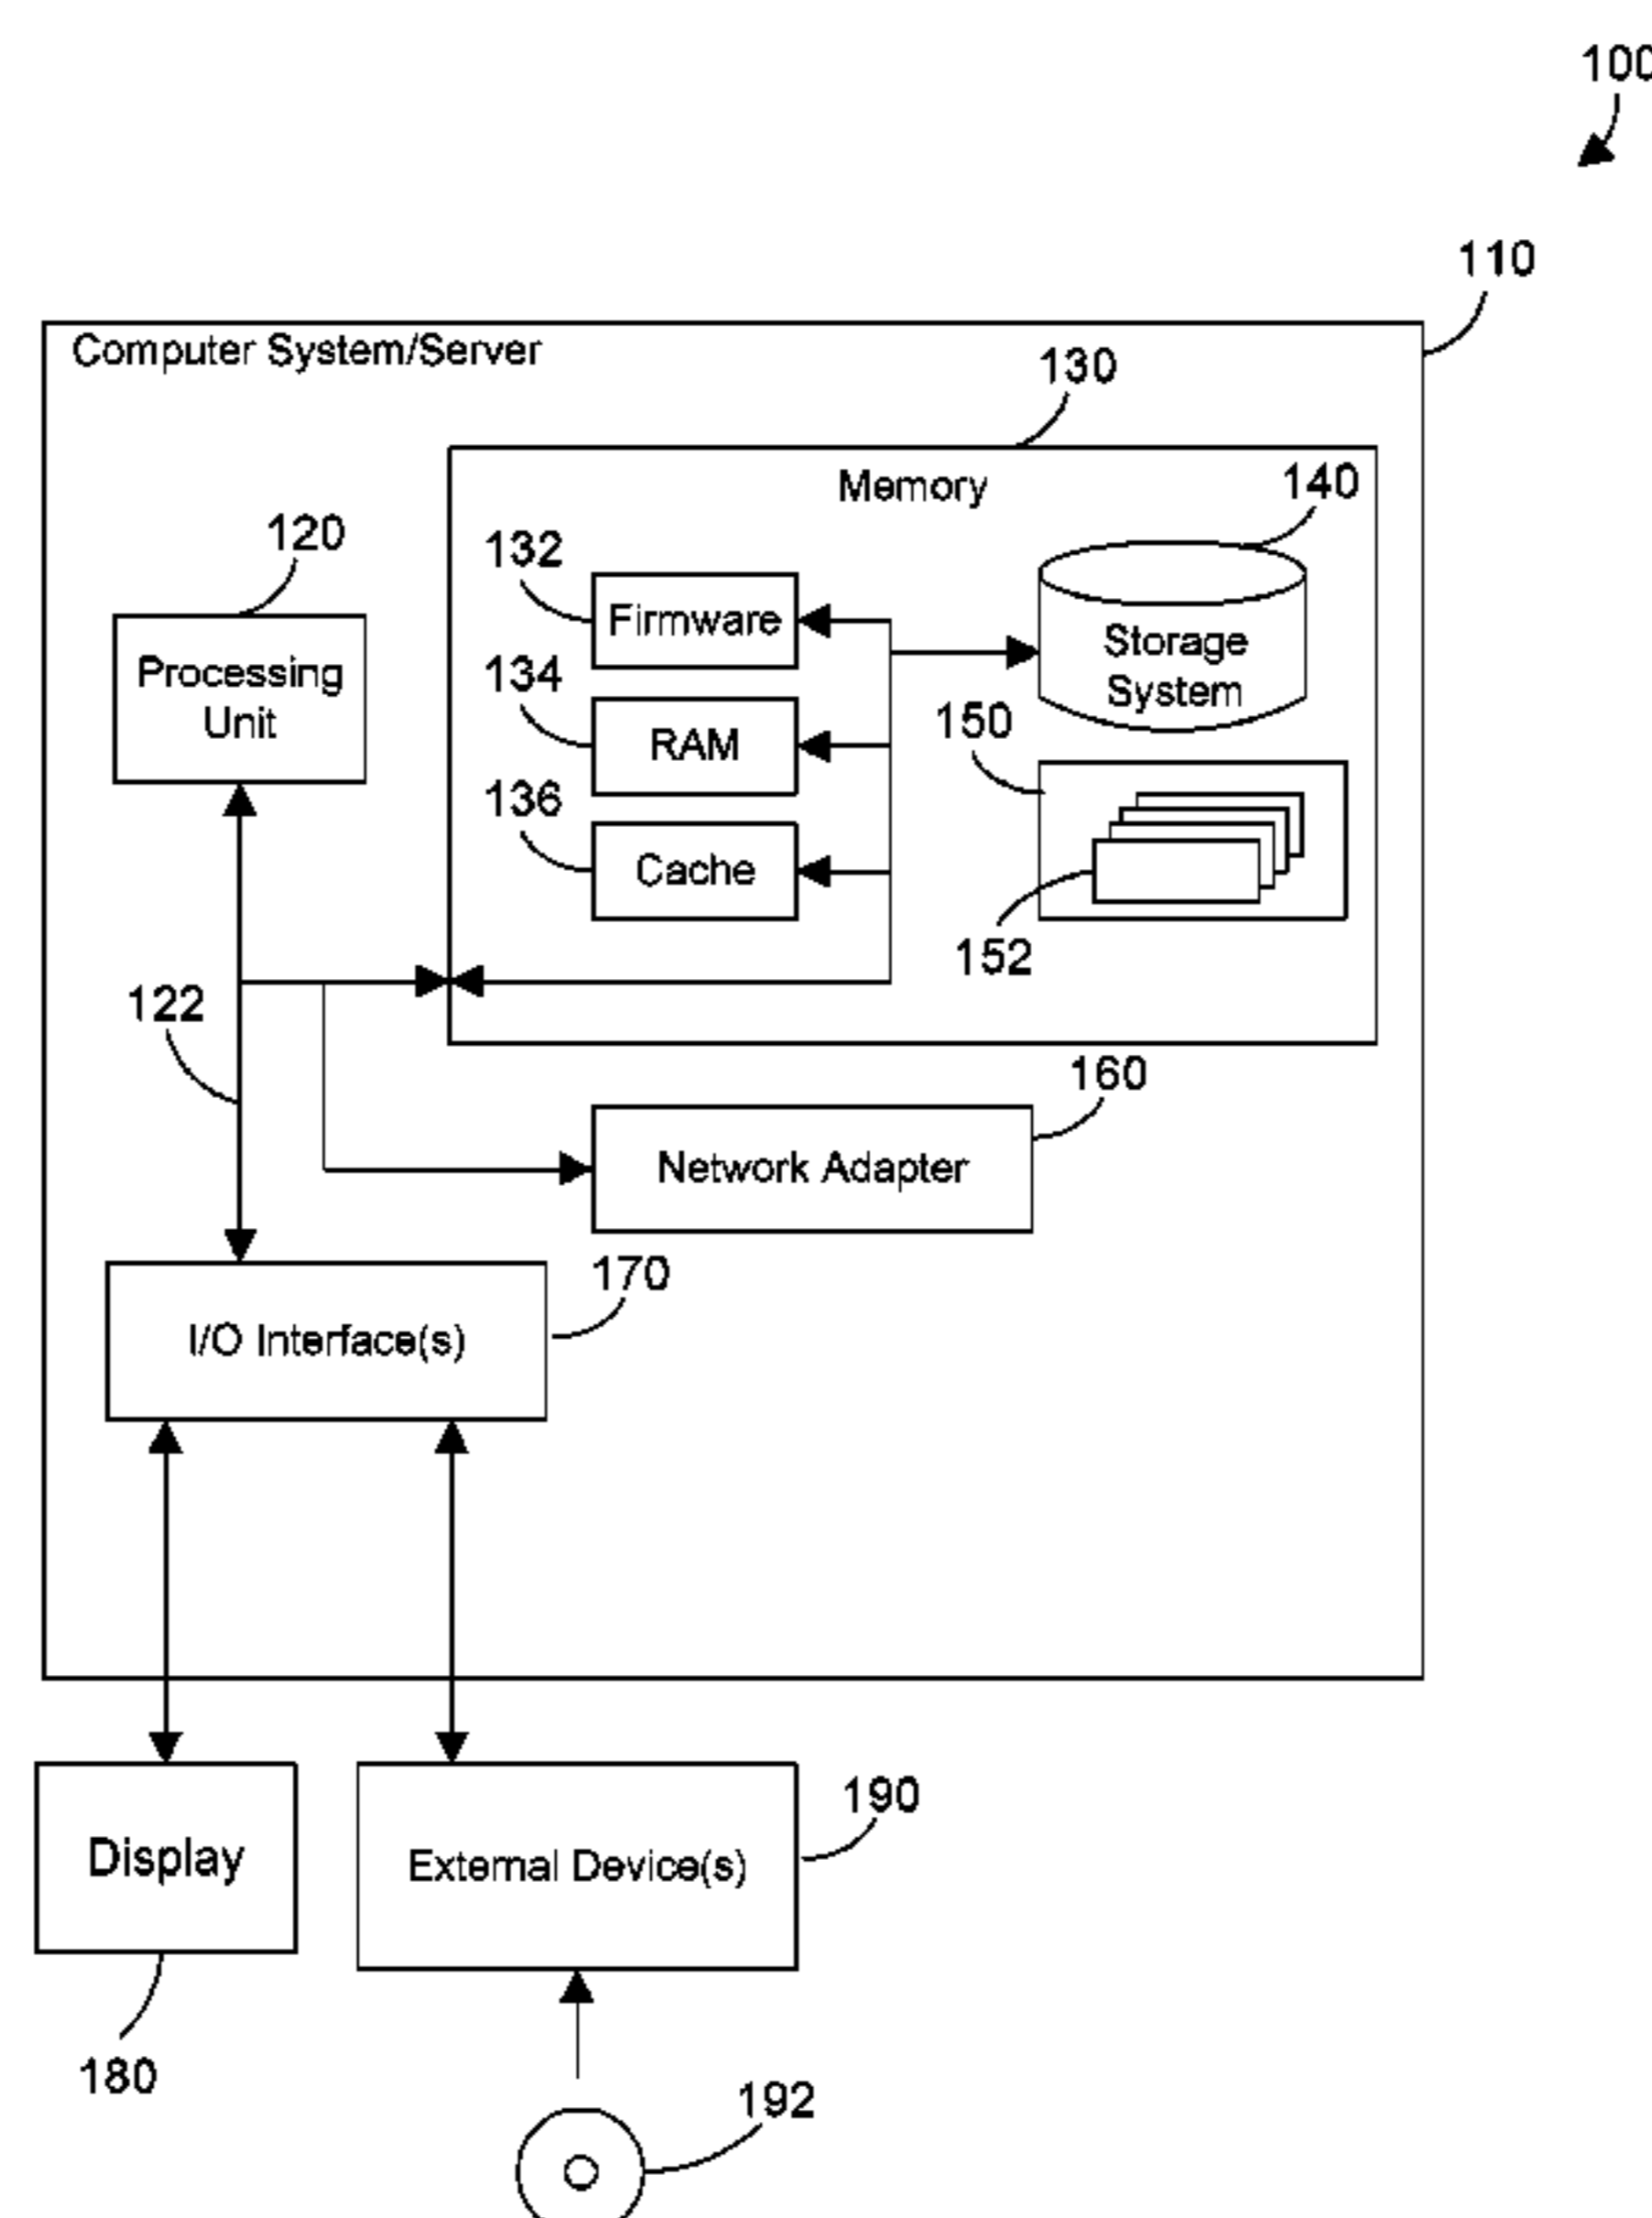 100
110
Computer System/Server
130
Memory
140
120
132
Firmware
Storage
System
Processing
Unit
134
RAM
150
136
Cache
152
122
160
Network Adapter
170
I/O Interface(s)
190
Display
External Device(s)
180
192